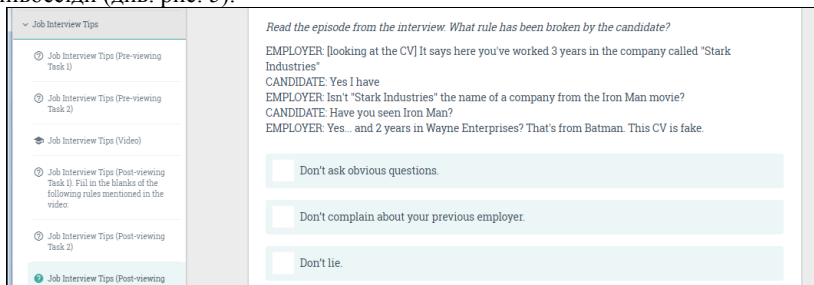 (див. рис. 3).
Job Interview Tips
Job Interview Tips (Pre-viewing
Task 1)
Job Interview Tips (Pre-viewing
Task 2)
Job Interview Tips (Video)
Job Interview Tips (Post-viewing
Task 1). Fiil in the blanks of the
following rules mentioned in the
video:
Job Interview Tips (Post-viewing
Task 2)
Job Interview Tips (Post-viewing
Read the episode from the interview. What rule has been broken by the candidate?
EMPLOYER: [looking at the CV] It says here you've worked 3 years in the company called "Stark
Industries"
CANDIDATE: Yes I have
EMPLOYER: Isn't "Stark Industries" the name of a company from the Iron Man movie?
CANDIDATE: Have you seen Iron Man?
EMPLOYER: Yes... and 2 years in Wayne Enterprises? That's from Batman. This CV is fake.
Don't ask obvious questions.
Don't complain about your previous employer.
Don't lie.